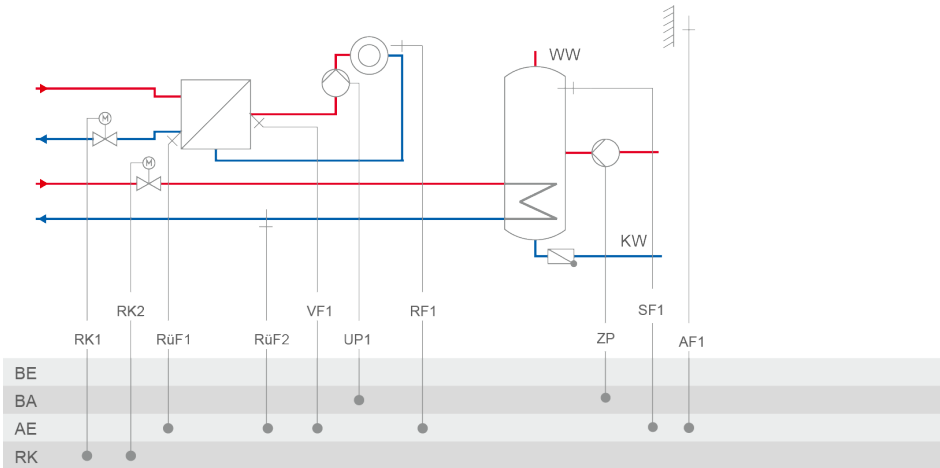 WW
M
M
KW
RK2 VF1 RF1 SF1
RK1 RüF1 RüF2 UP1 ZP AF1
BE
BA
AE
RK